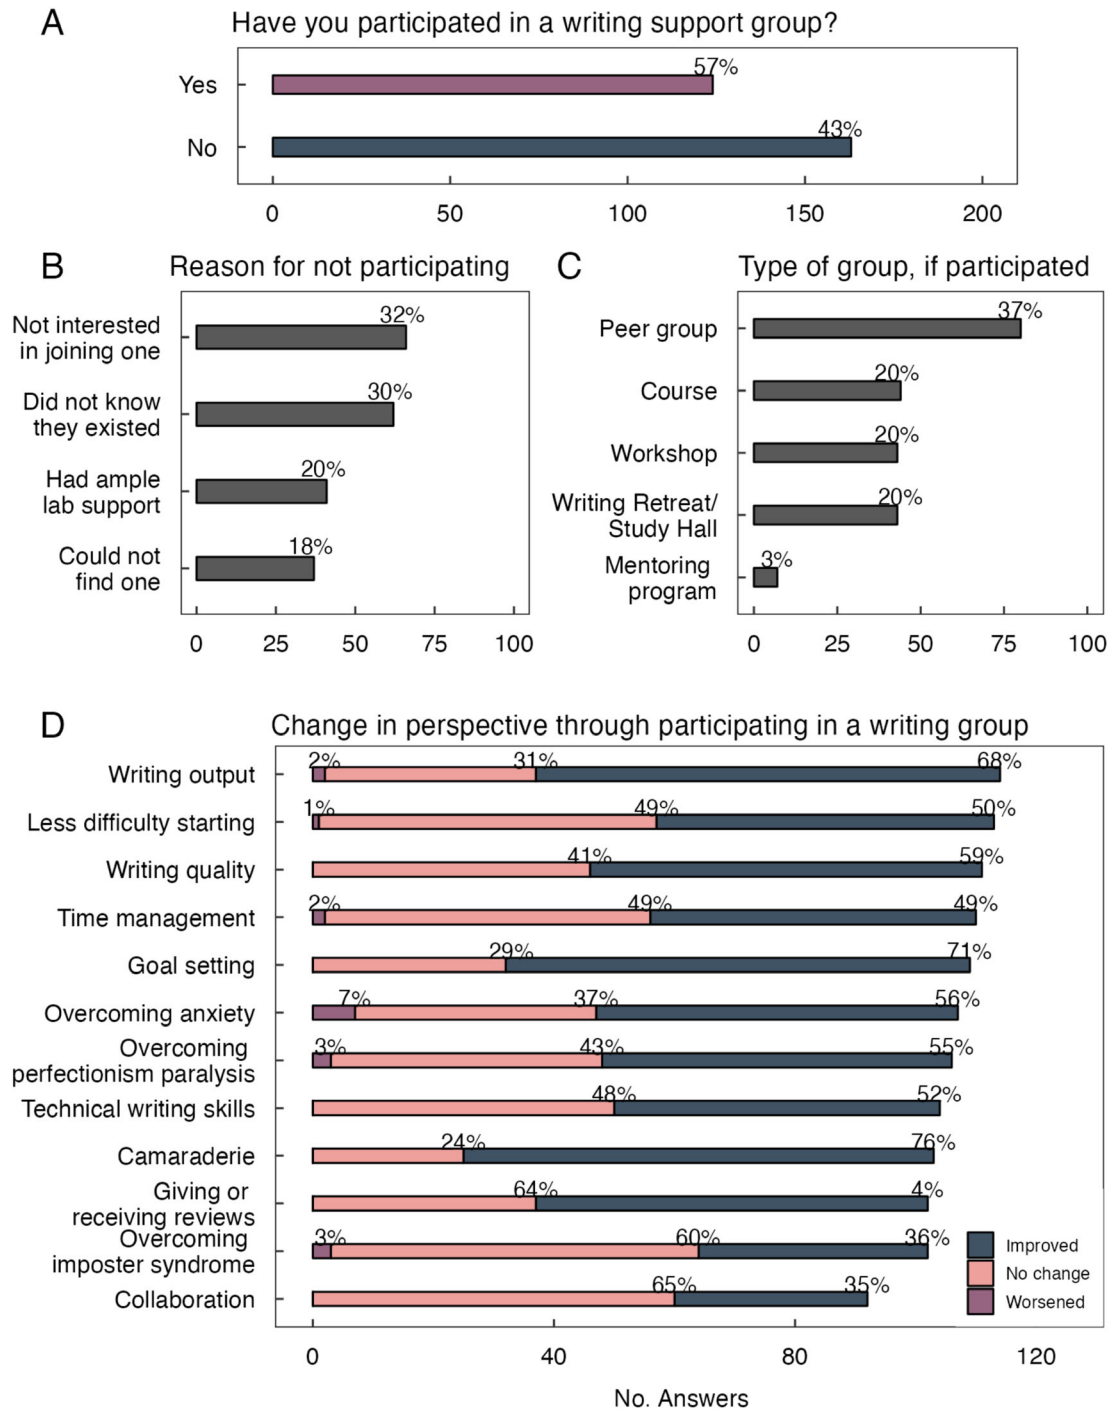 A
Have you participated in a writing support group?
Yes
57%
No
43%
0 50 100 150 200
B
Reason for not participating
Not interested
in joining one
32%
Did not know
they existed
30%
Had ample
lab support
20%
Could not
find one
18%
0 25 50 75 100
C
Type of group, if participated
Peer group
37%
Course
20%
Workshop
20%
Writing Retreat/
Study Hall
20%
Mentoring
program
3%
0 25 50 75 100
D
Change in perspective through participating in a writing group
Writing output
2% 31% 68%
Less difficulty starting
1% 49% 50%
Writing quality
41% 59%
Time management
2% 49% 49%
Goal setting
29% 71%
Overcoming anxiety
7% 37% 56%
Overcoming
perfectionism paralysis
3% 43% 55%
Technical writing skills
48% 52%
Camaraderie
24% 76%
Giving or
receiving reviews
64% 4%
Overcoming
imposter syndrome
3% 60% 36%
Collaboration
65% 35%
Improved
No change
Worsened
0 40 80 120
No. Answers